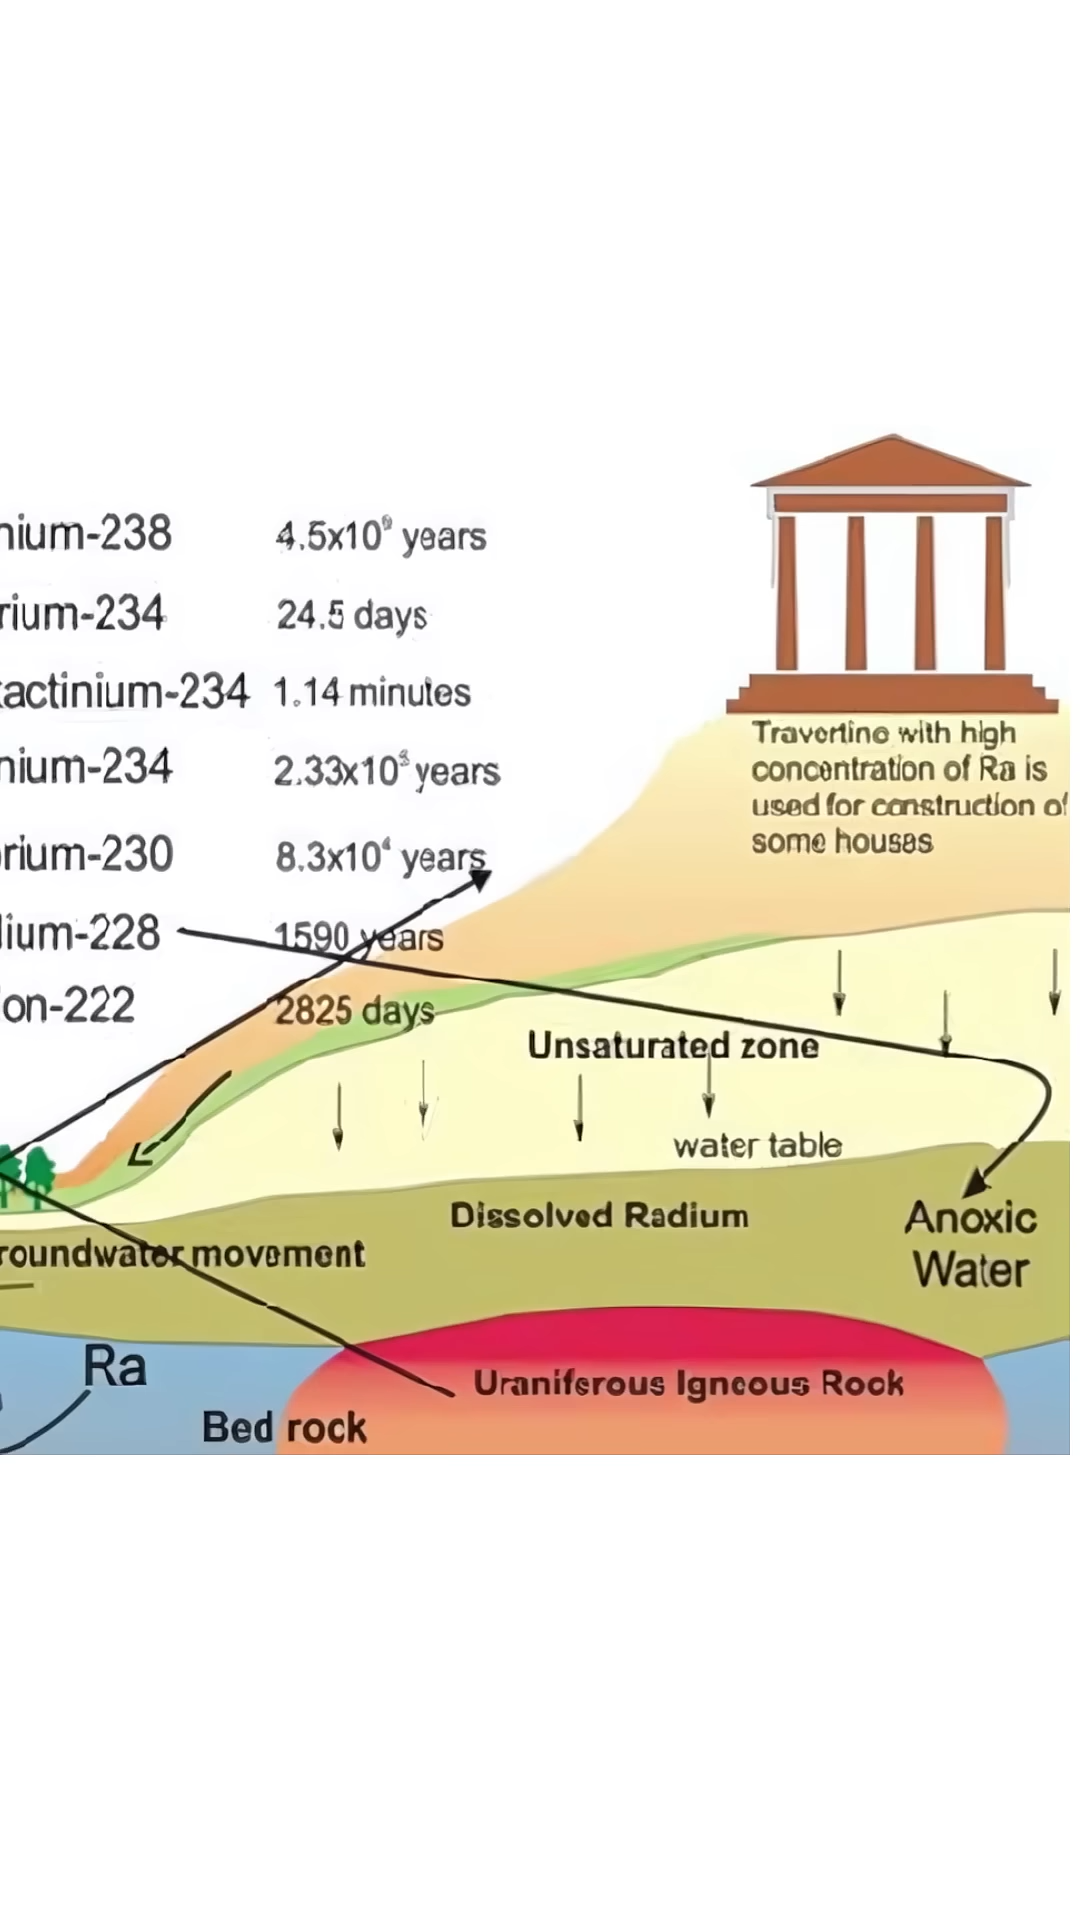 nium-238 4.5x10⁹ years
rium-234 24.5 days
tactinium-234 1.14 minutes
nium-234 2.33x10⁵ years
orium-230 8.3x10⁴ years
lium-228 1590 years
on-222 2825 days
Travertine with high
concentration of Ra is
used for construction of
some houses
Unsaturated zone
water table
Dissolved Radium
Anoxic
Water
roundwater movement
Ra
Uraniferous Igneous Rock
Bed rock